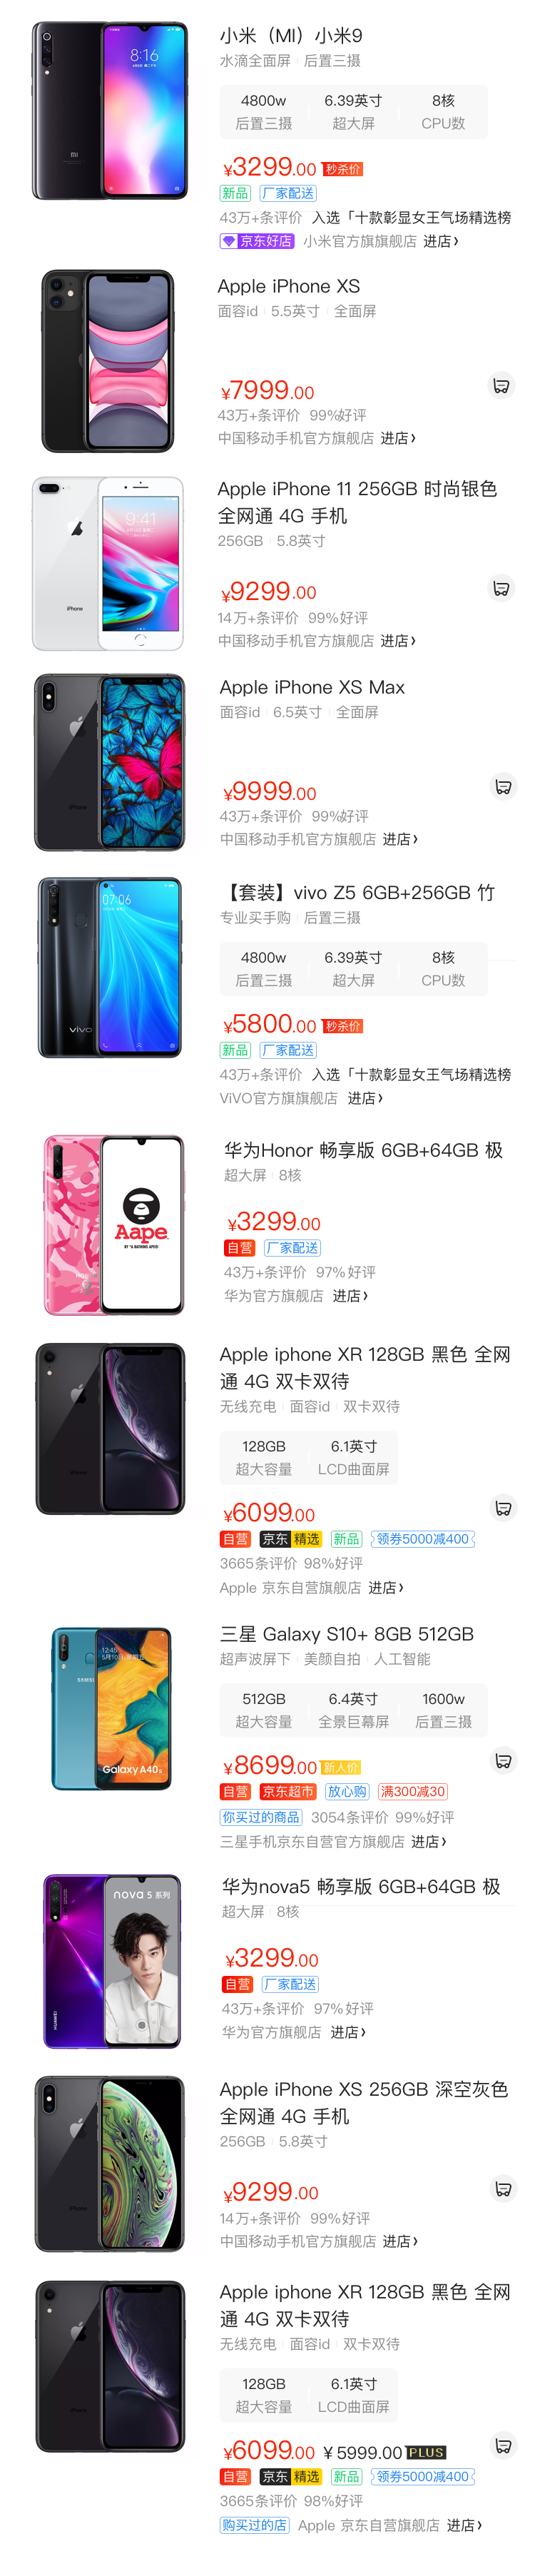 小米（MI）小米9
水滴全面屏 后置三摄
8:16
4800w 6.39英寸 8核
后置三摄 超大屏 CPU数
¥3299.00 秒杀价
新品 厂家配送
43万+条评价 入选「十款彰显女王气场精选榜
京东好店 小米官方旗旗舰店 进店›
Apple iPhone XS
面容id 5.5英寸 全面屏
¥7999.00
43万+条评价 99%好评
中国移动手机官方旗舰店 进店›
Apple iPhone 11 256GB 时尚银色
全网通 4G 手机
9:41
256GB 5.8英寸
iPhone
¥9299.00
14万+条评价 99%好评
中国移动手机官方旗舰店 进店›
Apple iPhone XS Max
面容id 6.5英寸 全面屏
¥9999.00
iPhone
43万+条评价 99%好评
中国移动手机官方旗舰店 进店›
【套装】vivo Z5 6GB+256GB 竹
07:06
专业买手购 后置三摄
4800w 6.39英寸 8核
后置三摄 超大屏 CPU数
vivo
¥5800.00 秒杀价
新品 厂家配送
43万+条评价 入选「十款彰显女王气场精选榜
ViVO官方旗旗舰店 进店›
华为Honor 畅享版 6GB+64GB 极
超大屏 8核
Aape
BY *A BATHING APE®
¥3299.00
自营 厂家配送
43万+条评价 97%好评
华为官方旗舰店 进店›
Apple iphone XR 128GB 黑色 全网
通 4G 双卡双待
无线充电 面容id 双卡双待
128GB 6.1英寸
超大容量 LCD曲面屏
¥6099.00
自营 京东精选 新品 领券5000减400
3665条评价 98%好评
Apple 京东自营旗舰店 进店›
三星 Galaxy S10+ 8GB 512GB
12:45
超声波屏下 美颜自拍 人工智能
SAMSUNG
512GB 6.4英寸 1600w
超大容量 全景巨幕屏 后置三摄
Galaxy A40s
¥8699.00 新人价
自营 京东超市 放心购 满300减30
你买过的商品 3054条评价 99%好评
三星手机京东自营官方旗舰店 进店›
华为nova5 畅享版 6GB+64GB 极
nova 5 系列
超大屏 8核
¥3299.00
自营 厂家配送
HUAWEI
43万+条评价 97%好评
华为官方旗舰店 进店›
Apple iPhone XS 256GB 深空灰色
全网通 4G 手机
256GB 5.8英寸
¥9299.00
iPhone
14万+条评价 99%好评
中国移动手机官方旗舰店 进店›
Apple iphone XR 128GB 黑色 全网
通 4G 双卡双待
无线充电 面容id 双卡双待
128GB 6.1英寸
超大容量 LCD曲面屏
¥6099.00 ¥5999.00 PLUS
自营 京东精选 新品 领券5000减400
3665条评价 98%好评
购买过的店 Apple 京东自营旗舰店 进店›